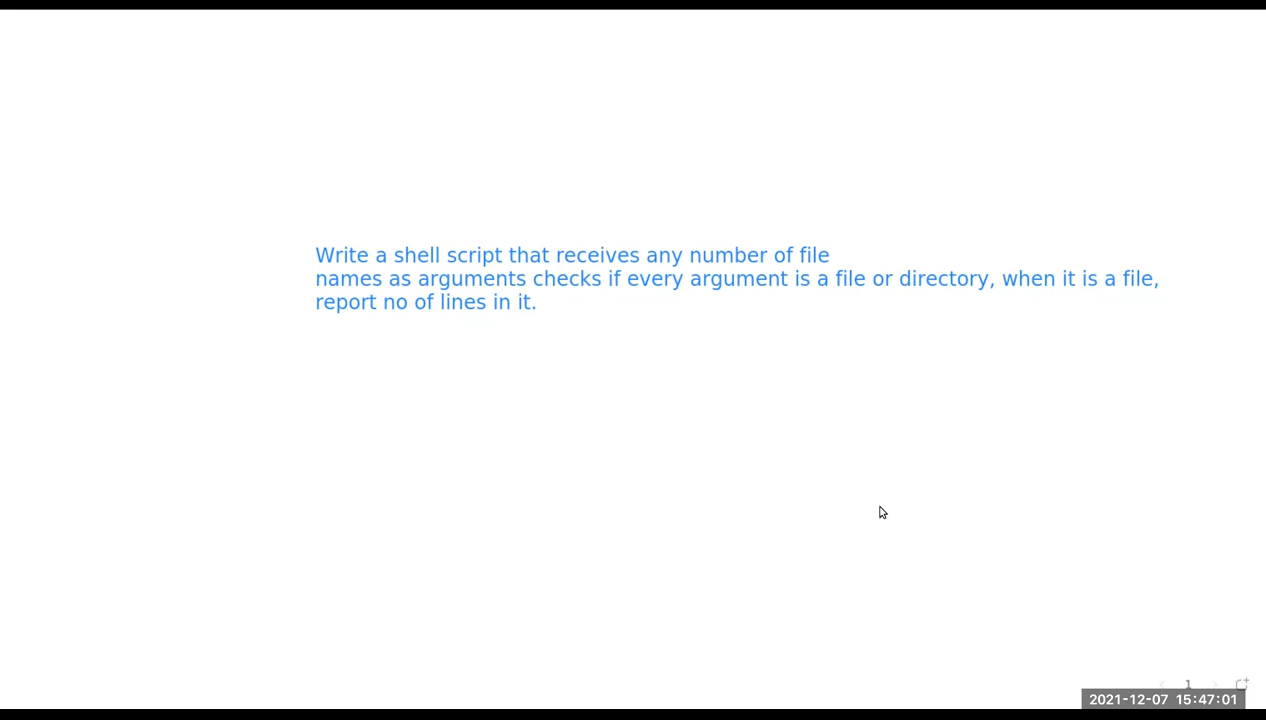 Write a shell script that receives any number of file
names as arguments checks if every argument is a file or directory, when it is a file,
report no of lines in it.
1
2021-12-07 15:47:01